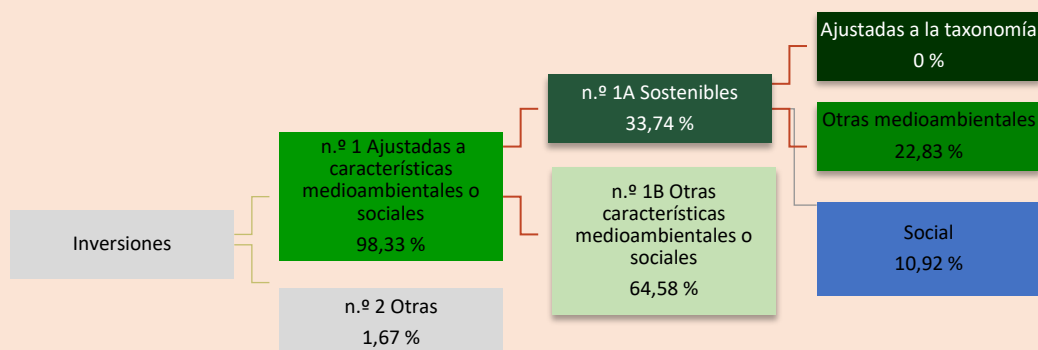 Inversiones
n.º 1 Ajustadas a
características
medioambientales o
sociales
98,33 %
n.º 2 Otras
1,67 %
n.º 1A Sostenibles
33,74 %
n.º 1B Otras
características
medioambientales o
sociales
64,58 %
Ajustadas a la taxonomía
0 %
Otras medioambientales
22,83 %
Social
10,92 %